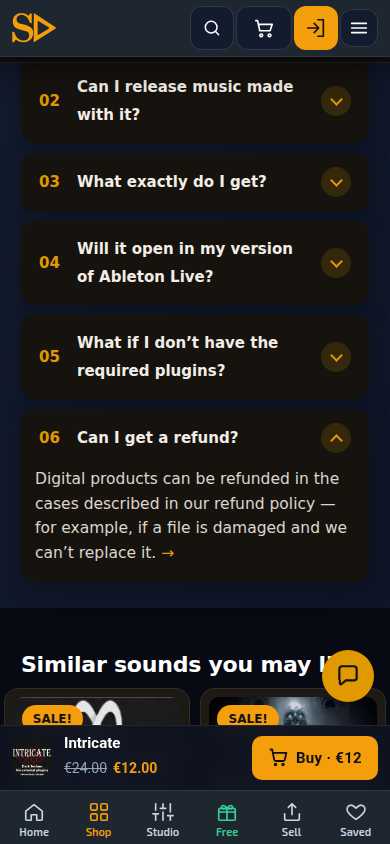 02 Can I release music made
with it?
03 What exactly do I get?
04 Will it open in my version
of Ableton Live?
05 What if I don’t have the
required plugins?
06 Can I get a refund?
Digital products can be refunded in the
cases described in our refund policy —
for example, if a file is damaged and we
can’t replace it. →
Similar sounds you may
SALE! SALE!
INTRICATE
Intricate
€24.00 €12.00
Buy · €12
Home Shop Studio Free Sell Saved